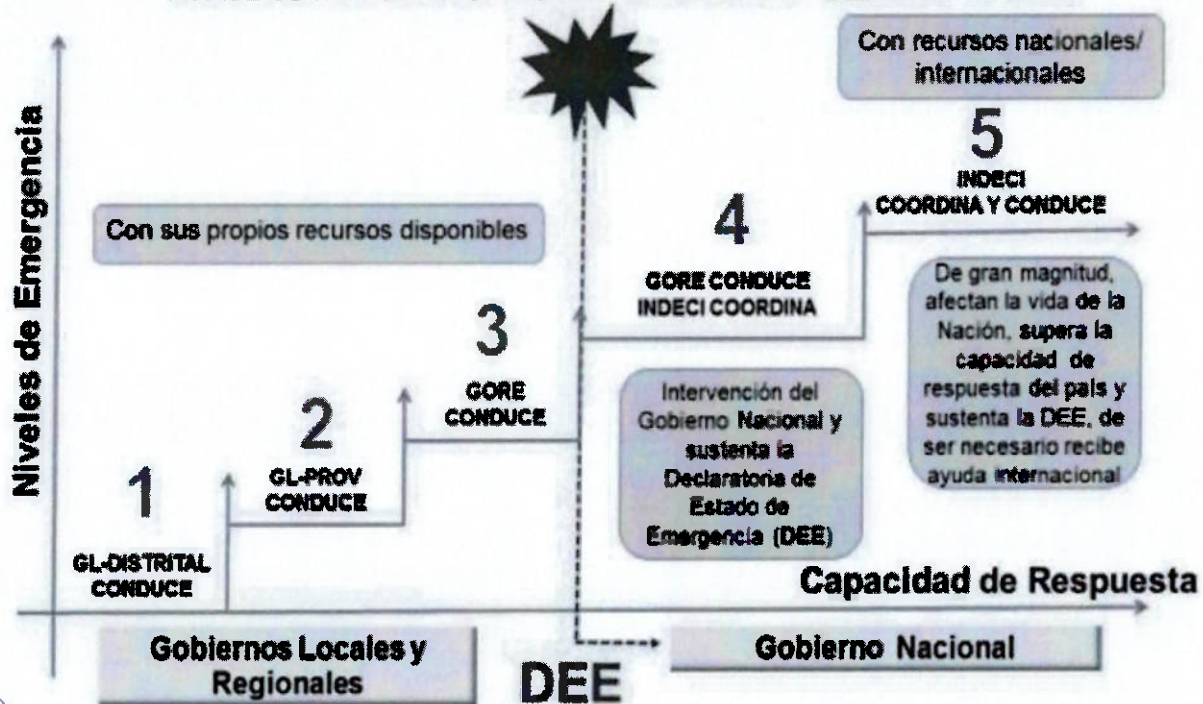 Con recursos nacionales/
internacionales
Niveles de Emergencia
5
INDECI
COORDINA Y CONDUCE
Con sus propios recursos disponibles
4
GORE CONDUCE
INDECI COORDINA
De gran magnitud,
afectan la vida de la
Nación, supera la
capacidad de
respuesta del país y
sustenta la DEE, de
ser necesario recibe
ayuda internacional
3
GORE
CONDUCE
Intervención del
Gobierno Nacional y
sustenta la
Declaratoria de
Estado de
Emergencia (DEE)
2
GL-PROV
CONDUCE
1
GL-DISTRITAL
CONDUCE
Capacidad de Respuesta
Gobiernos Locales y
Regionales
DEE
Gobierno Nacional